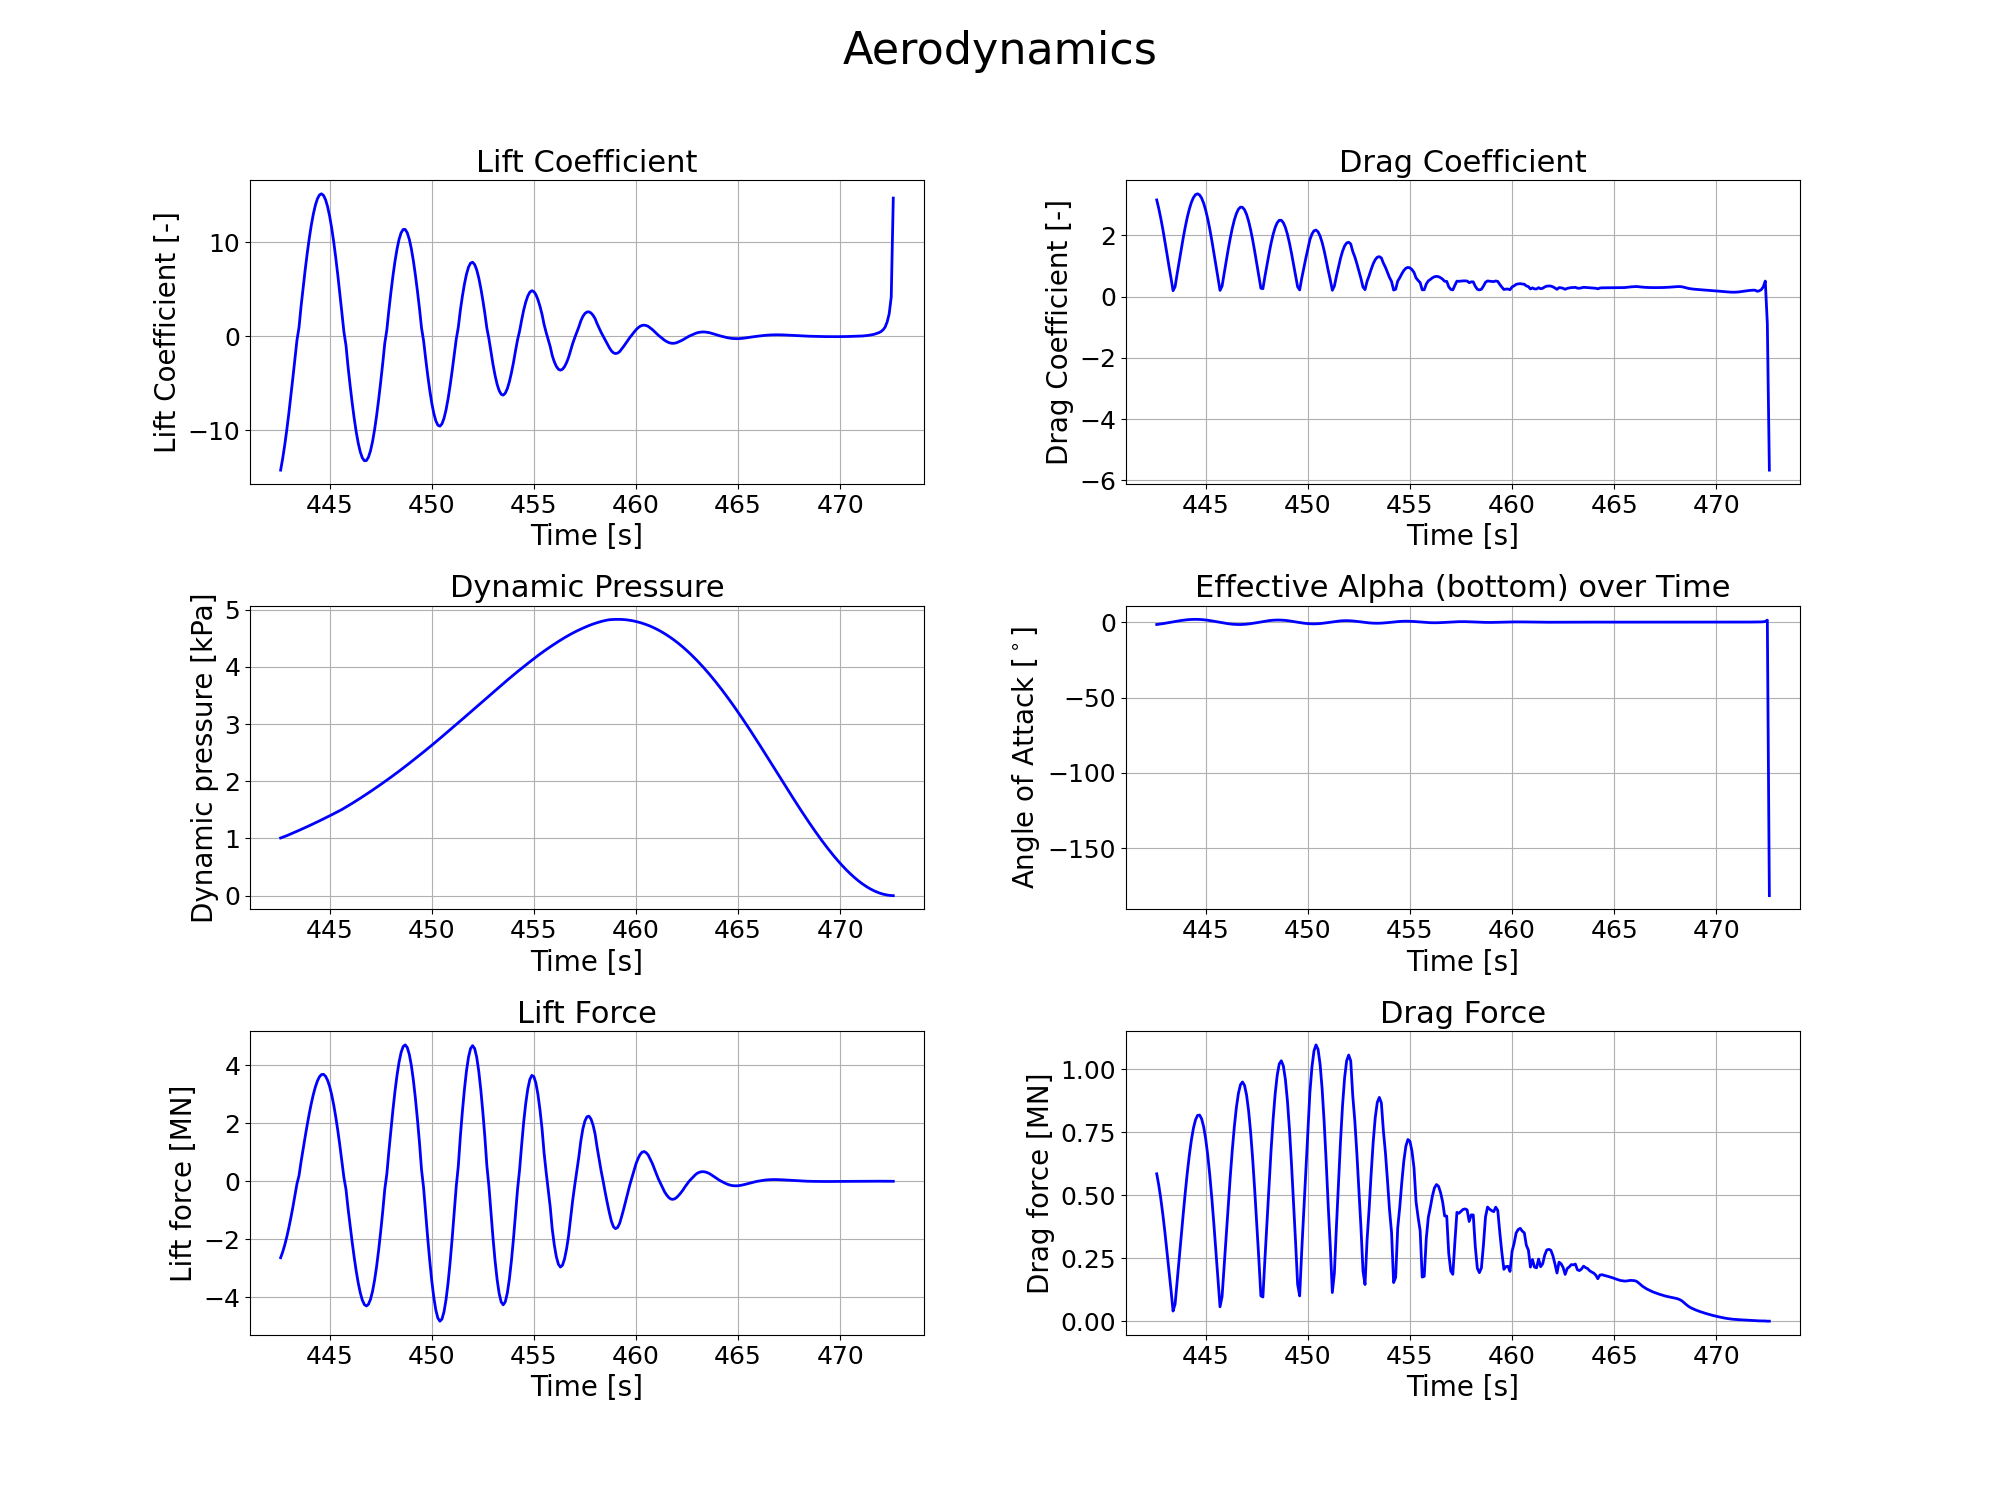 Aerodynamics
Lift Coefficient
Lift Coefficient [-]
10
0
−10
445 450 455 460 465 470
Time [s]
Drag Coefficient
Drag Coefficient [-]
2
0
−2
−4
−6
445 450 455 460 465 470
Time [s]
Dynamic Pressure
Dynamic pressure [kPa]
5
4
3
2
1
0
445 450 455 460 465 470
Time [s]
Effective Alpha (bottom) over Time
Angle of Attack [°]
0
−50
−100
−150
445 450 455 460 465 470
Time [s]
Lift Force
Lift force [MN]
4
2
0
−2
−4
445 450 455 460 465 470
Time [s]
Drag Force
Drag force [MN]
1.00
0.75
0.50
0.25
0.00
445 450 455 460 465 470
Time [s]